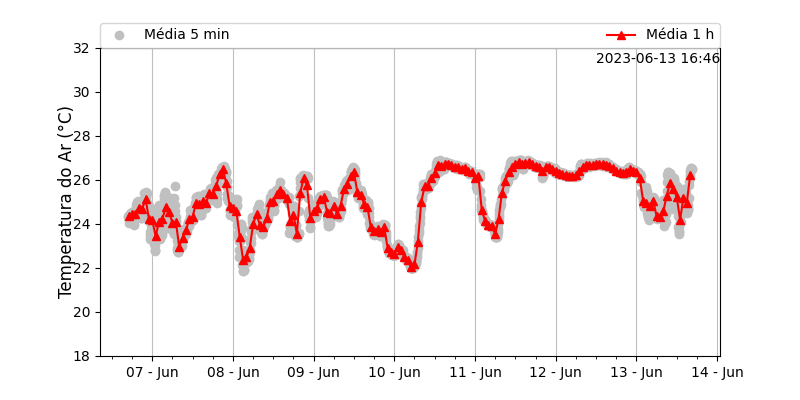 Média 5 min
Média 1 h
2023-06-13 16:46
Temperatura do Ar (°C)
32
30
28
26
24
22
20
18
07 - Jun
08 - Jun
09 - Jun
10 - Jun
11 - Jun
12 - Jun
13 - Jun
14 - Jun